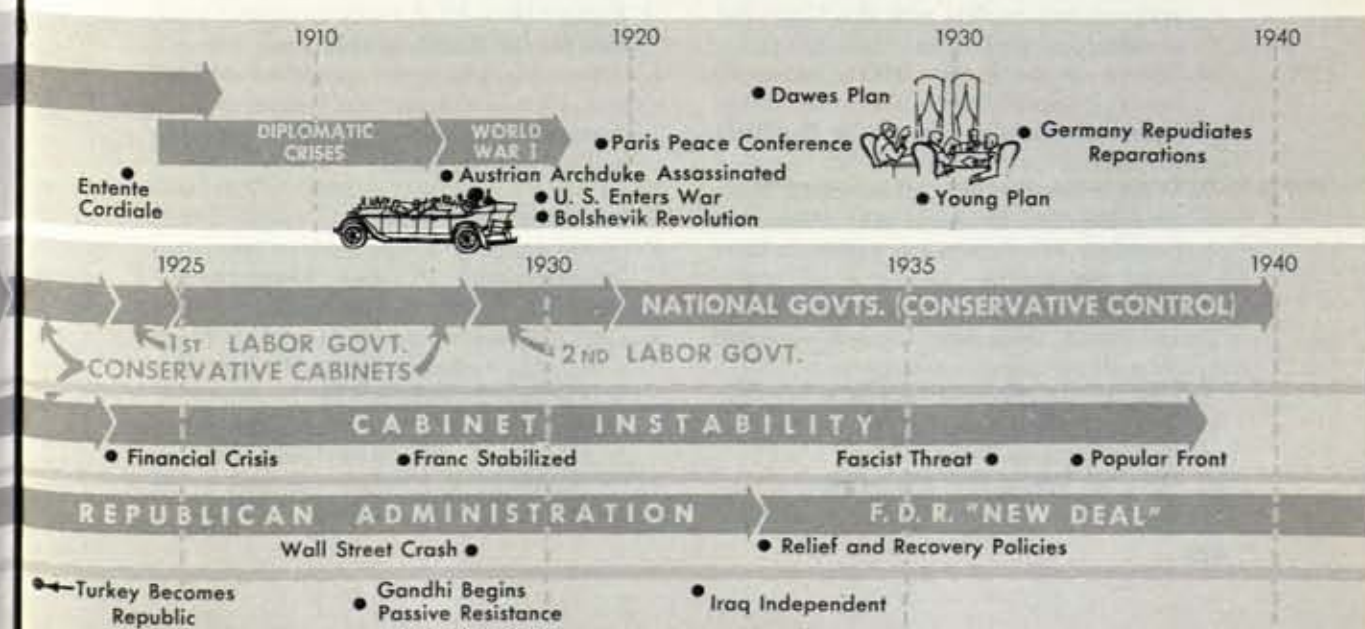 1910 1920 1930 1940
Dawes Plan
DIPLOMATIC
CRISES
WORLD
WAR I
Paris Peace Conference
Germany Repudiates
Reparations
Entente
Cordiale
Austrian Archduke Assassinated
U. S. Enters War
Bolshevik Revolution
Young Plan
1925 1930 1935 1940
NATIONAL GOVTS. (CONSERVATIVE CONTROL)
1ST LABOR GOVT.
2ND LABOR GOVT.
CONSERVATIVE CABINETS
CABINET INSTABILITY
Financial Crisis
Franc Stabilized
Fascist Threat
Popular Front
REPUBLICAN ADMINISTRATION
F. D. R. "NEW DEAL"
Wall Street Crash
Relief and Recovery Policies
Turkey Becomes
Republic
Gandhi Begins
Passive Resistance
Iraq Independent